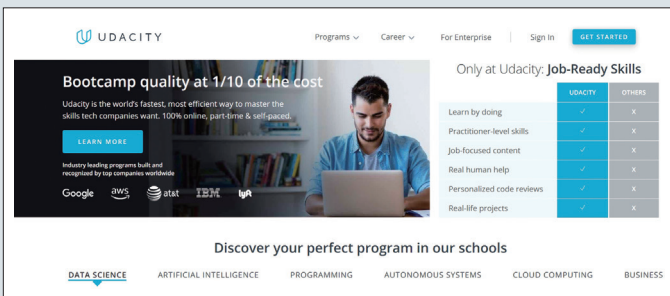 UDACITY
Programs
Career
For Enterprise
Sign In
GET STARTED
Bootcamp quality at 1/10 of the cost
Udacity is the world's fastest, most efficient way to master the
skills tech companies want. 100% online, part-time & self-paced.
LEARN MORE
Industry leading programs built and
recognized by top companies worldwide
Google aws at&t IBM lyft
Only at Udacity: Job-Ready Skills
UDACITY OTHERS
Learn by doing ✓ X
Practitioner-level skills ✓ X
Job-focused content ✓ X
Real human help ✓ X
Personalized code reviews ✓ X
Real-life projects ✓ X
Discover your perfect program in our schools
DATA SCIENCE ARTIFICIAL INTELLIGENCE PROGRAMMING AUTONOMOUS SYSTEMS CLOUD COMPUTING BUSINESS